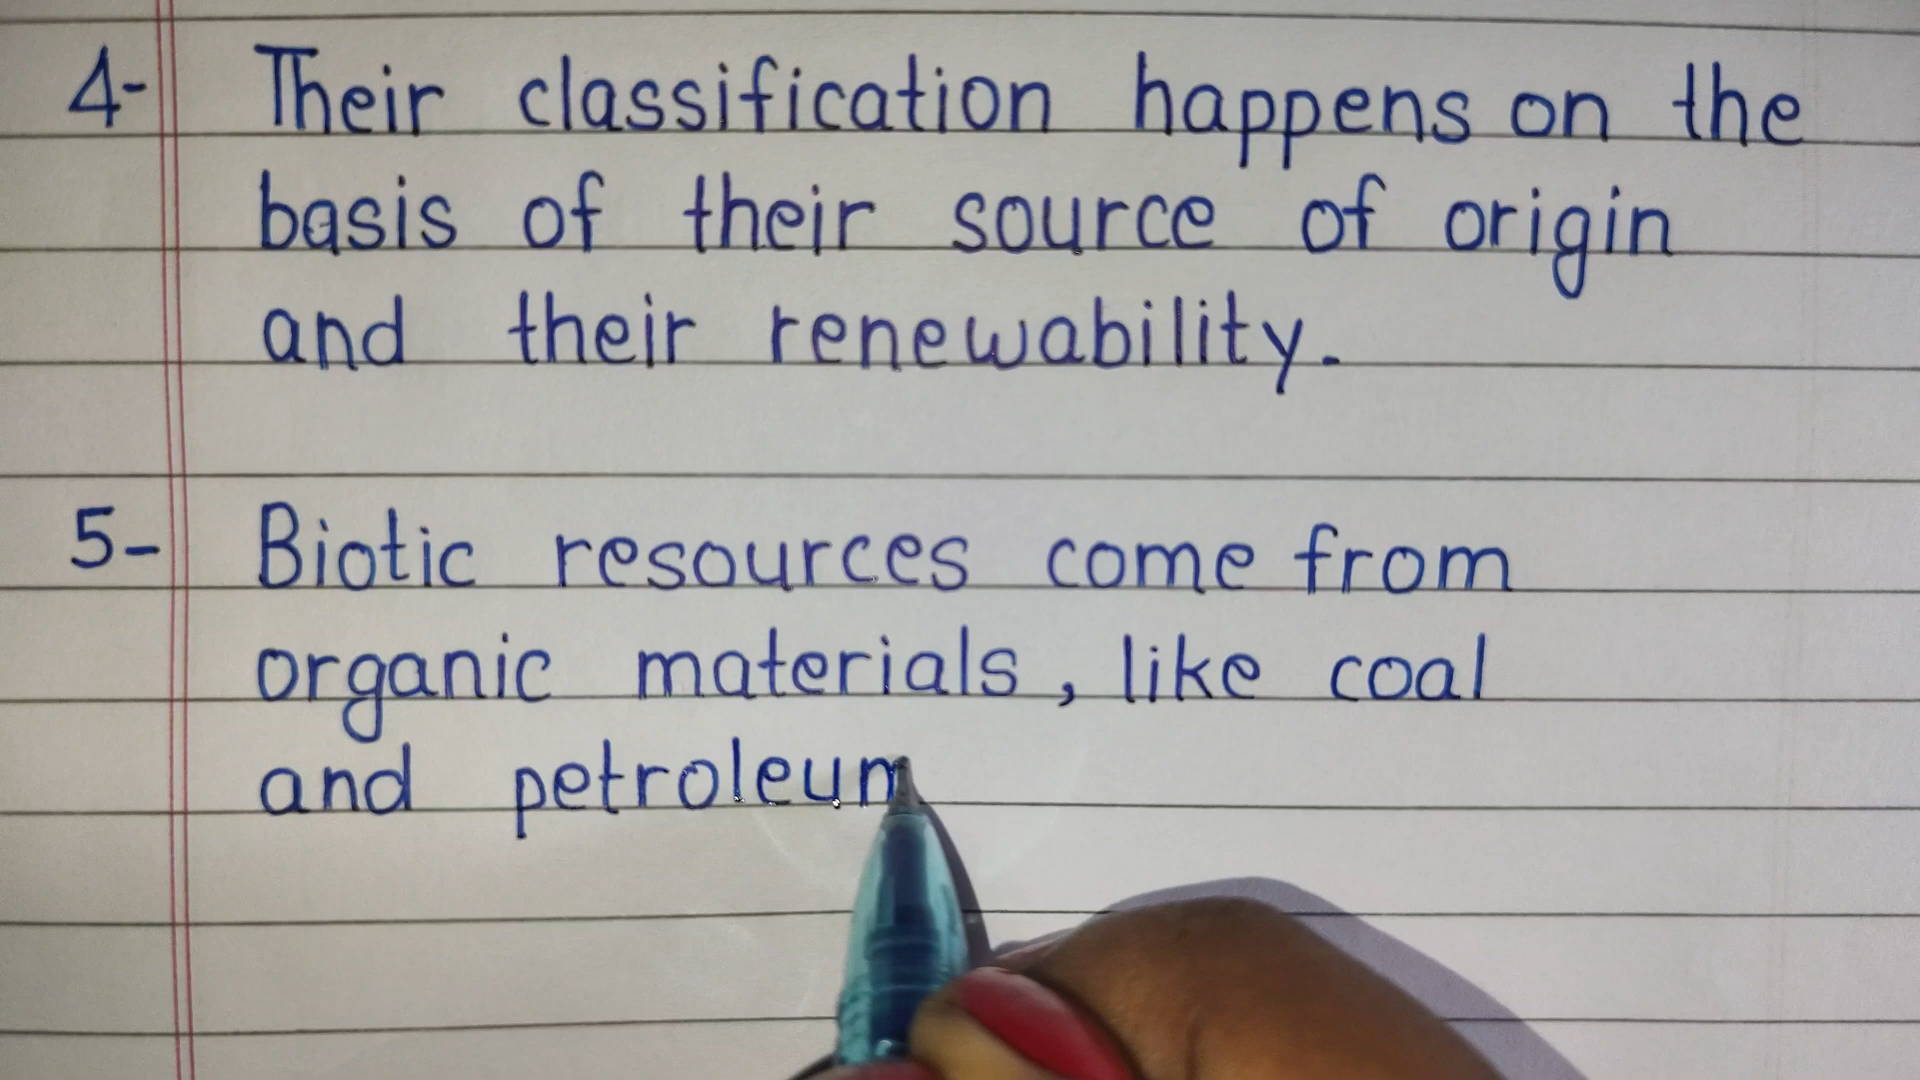 4- Their classification happens on the
basis of their source of origin
and their renewability.
5- Biotic resources come from
organic materials, like coal
and petroleum